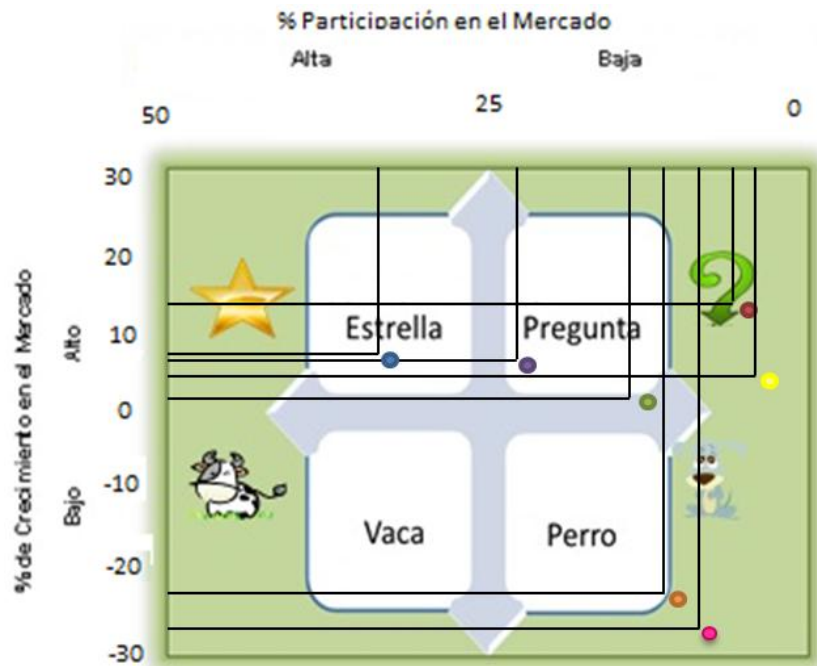 % Participación en el Mercado
Alta Baja
50 25 0
30
20
10
0
-10
-20
-30
% de Crecimiento en el Mercado
Alto
Bajo
Estrella Pregunta
Vaca Perro